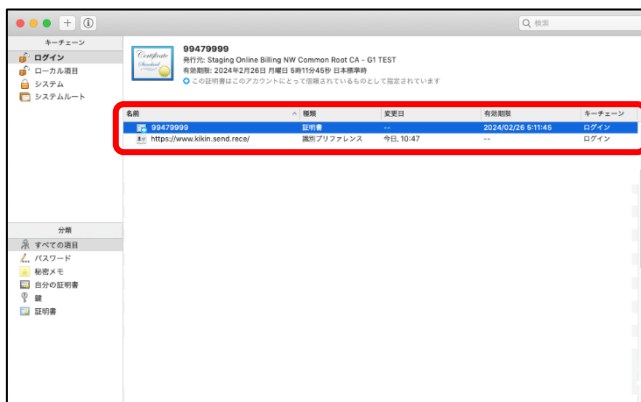 検索
キーチェーン
ログイン
ローカル項目
システム
システムルート
Certificate
Standard
99479999
発行元: Staging Online Billing NW Common Root CA - G1 TEST
有効期限: 2024年2月26日 月曜日 5時11分45秒 日本標準時
この証明書はこのアカウントにとって信頼されているものとして指定されています
名前 種類 変更日 有効期限 キーチェーン
99479999 証明書 -- 2024/02/26 5:11:45 ログイン
https://www.kikin.send.rece/ 識別プリファレンス 今日, 10:47 -- ログイン
分類
すべての項目
パスワード
秘密メモ
自分の証明書
鍵
証明書